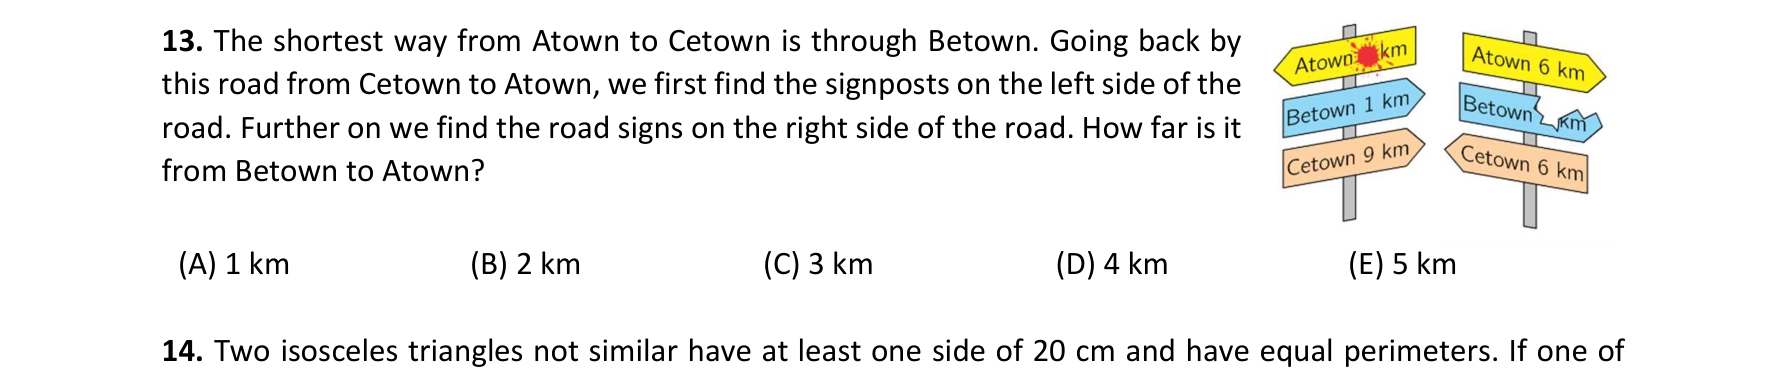 13. The shortest way from Atown to Cetown is through Betown. Going back by
this road from Cetown to Atown, we first find the signposts on the left side of the
road. Further on we find the road signs on the right side of the road. How far is it
from Betown to Atown?
Atown km
Betown 1 km
Cetown 9 km
Atown 6 km
Betown km
Cetown 6 km
(A) 1 km (B) 2 km (C) 3 km (D) 4 km (E) 5 km
14. Two isosceles triangles not similar have at least one side of 20 cm and have equal perimeters. If one of